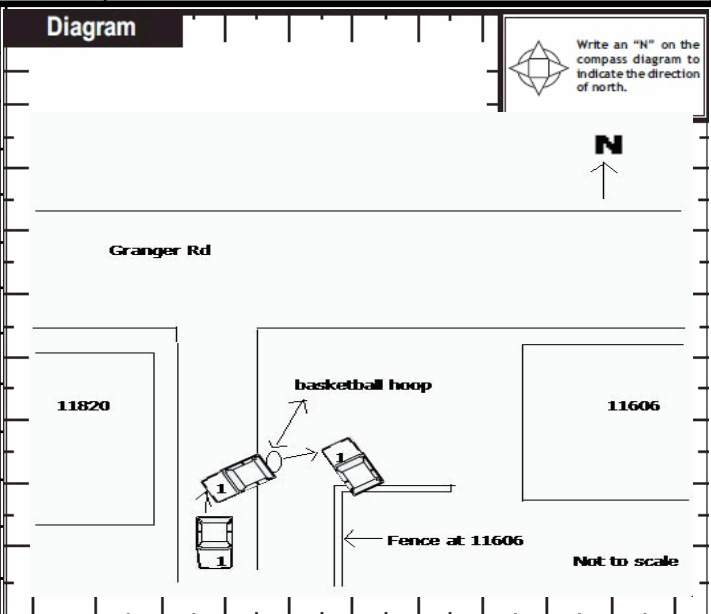 Diagram
Write an “N” on the
compass diagram to
indicate the direction
of north.
N
Granger Rd
basketball hoop
11820
11606
1
1
1
Fence at 11606
Not to scale